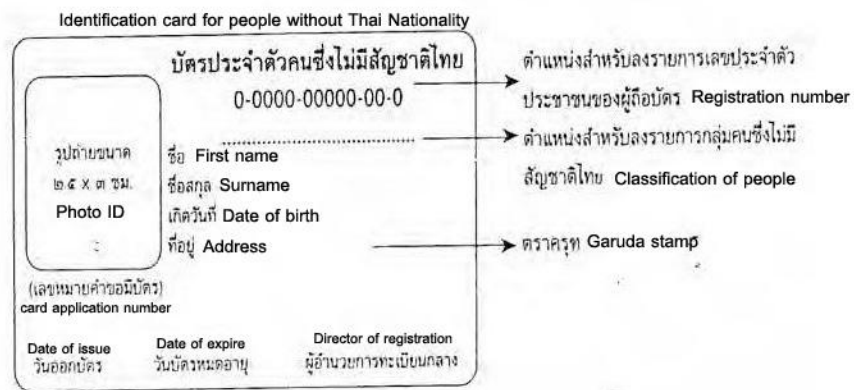 Identification card for people without Thai Nationality
บัตรประจำตัวคนซึ่งไม่มีสัญชาติไทย
0-0000-00000-00-0
ตำแหน่งสำหรับลงรายการเลขประจำตัว
ประชาชนของผู้ถือบัตร Registration number
ตำแหน่งสำหรับลงรายการกลุ่มคนซึ่งไม่มี
สัญชาติไทย Classification of people
รูปถ่ายขนาด
๒.๕ X ๓ ซม.
Photo ID
ชื่อ First name
ชื่อสกุล Surname
เกิดวันที่ Date of birth
ที่อยู่ Address
ตราครุฑ Garuda stamp
(เลขหมายคำขอมีบัตร)
card application number
Date of issue
วันออกบัตร
Date of expire
วันบัตรหมดอายุ
Director of registration
ผู้อำนวยการทะเบียนกลาง